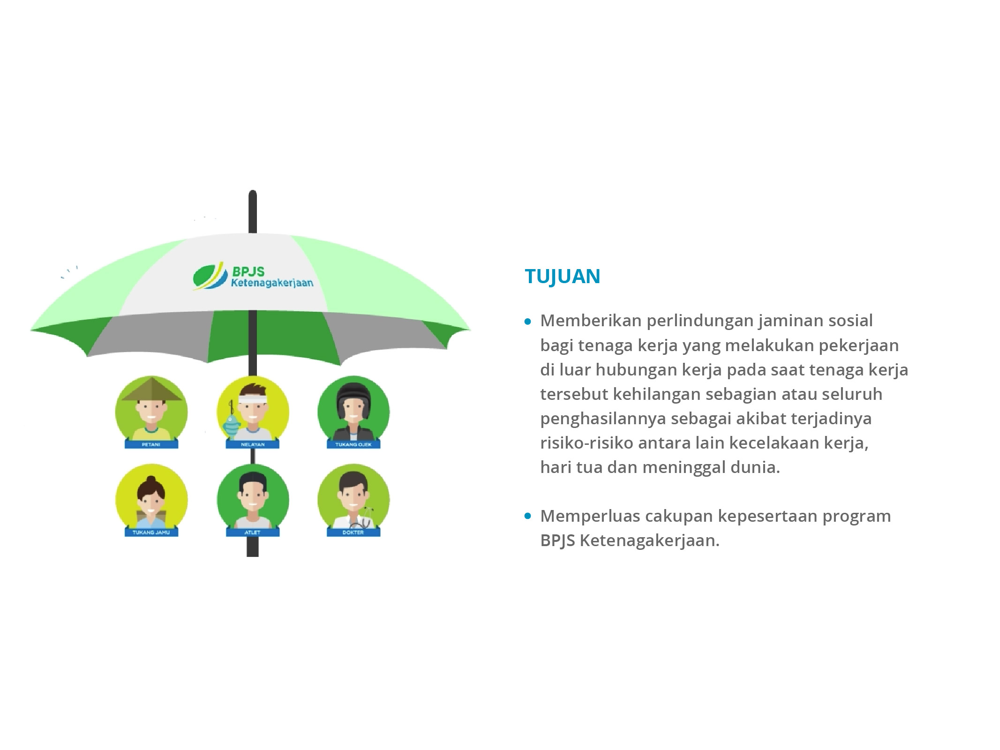 BPJS
Ketenagakerjaan
PETANI
NELAYAN
TUKANG OJEK
TUKANG JAMU
ATLET
DOKTER
TUJUAN
• Memberikan perlindungan jaminan sosial
bagi tenaga kerja yang melakukan pekerjaan
di luar hubungan kerja pada saat tenaga kerja
tersebut kehilangan sebagian atau seluruh
penghasilannya sebagai akibat terjadinya
risiko-risiko antara lain kecelakaan kerja,
hari tua dan meninggal dunia.
• Memperluas cakupan kepesertaan program
BPJS Ketenagakerjaan.